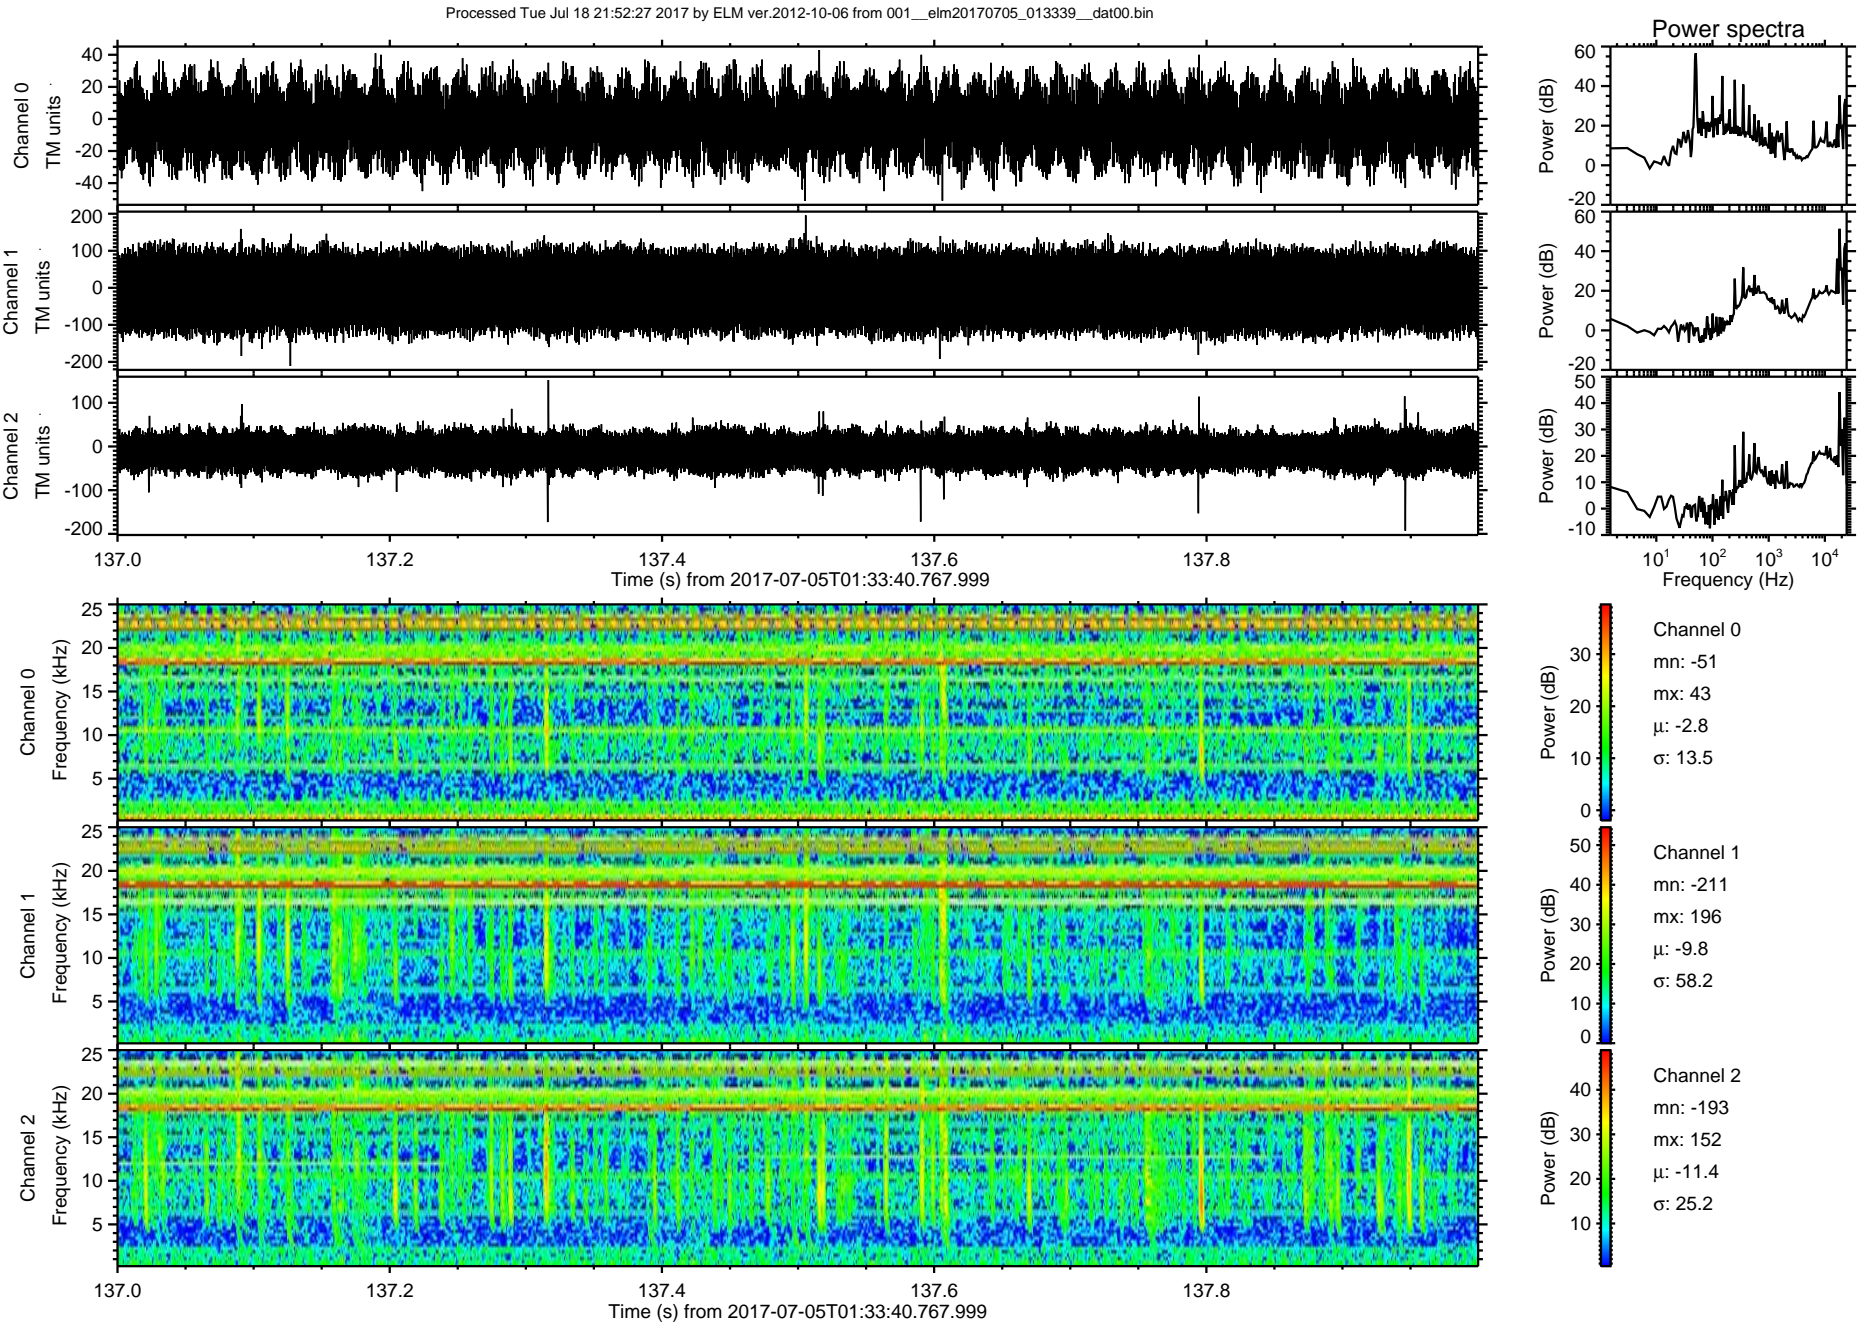 Processed Tue Jul 18 21:52:27 2017 by ELM ver.2012-10-06 from 001__elm20170705_013339__dat00.bin
Power spectra
Channel 0
TM units
40
20
0
-20
-40
Power (dB)
60
40
20
0
-20
Channel 1
TM units
200
100
0
-100
-200
Power (dB)
60
40
20
0
-20
Channel 2
TM units
100
0
-100
-200
Power (dB)
50
40
30
20
10
0
-10
137.0 137.2 137.4 137.6 137.8
Time (s) from 2017-07-05T01:33:40.767.999
10¹ 10² 10³ 10⁴
Frequency (Hz)
Channel 0
Frequency (kHz)
25
20
15
10
5
Power (dB)
30
20
10
0
Channel 0
mn: -51
mx: 43
μ: -2.8
σ: 13.5
Channel 1
Frequency (kHz)
25
20
15
10
5
Power (dB)
50
40
30
20
10
0
Channel 1
mn: -211
mx: 196
μ: -9.8
σ: 58.2
Channel 2
Frequency (kHz)
25
20
15
10
5
Power (dB)
40
30
20
10
Channel 2
mn: -193
mx: 152
μ: -11.4
σ: 25.2
137.0 137.2 137.4 137.6 137.8
Time (s) from 2017-07-05T01:33:40.767.999